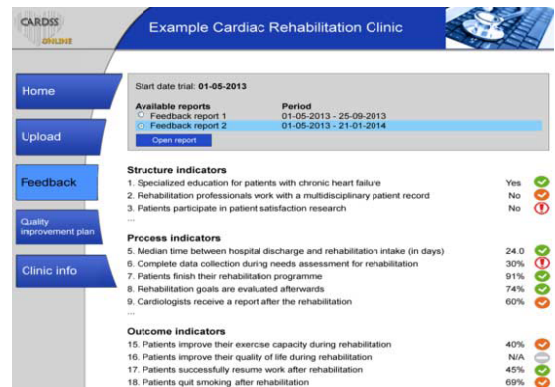 CARDSS
ONLINE
Example Cardiac Rehabilitation Clinic
Home
Upload
Feedback
Quality
improvement plan
Clinic info
Start date trial: 01-05-2013
Available reports Period
Feedback report 1 01-05-2013 - 25-09-2013
Feedback report 2 01-05-2013 - 21-01-2014
Open report
Structure indicators
1. Specialized education for patients with chronic heart failure Yes
2. Rehabilitation professionals work with a multidisciplinary patient record No
3. Patients participate in patient satisfaction research No
...
Process indicators
5. Median time between hospital discharge and rehabilitation intake (in days) 24.0
6. Complete data collection during needs assessment for rehabilitation 30%
7. Patients finish their rehabilitation programme 91%
8. Rehabilitation goals are evaluated afterwards 74%
9. Cardiologists receive a report after the rehabilitation 60%
...
Outcome indicators
15. Patients improve their exercise capacity during rehabilitation 40%
16. Patients improve their quality of life during rehabilitation N/A
17. Patients successfully resume work after rehabilitation 45%
18. Patients quit smoking after rehabilitation 69%